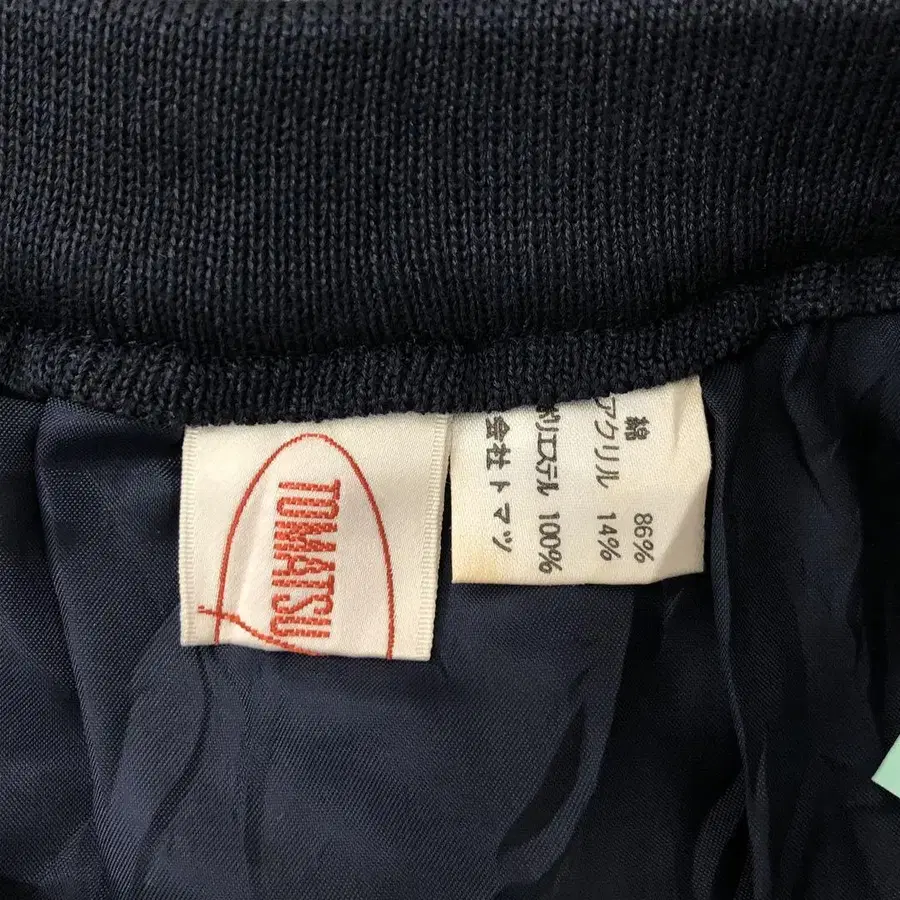 TOMATSU
綿 86%
アクリル 14%
ポリエステル 100%
会社トマツ